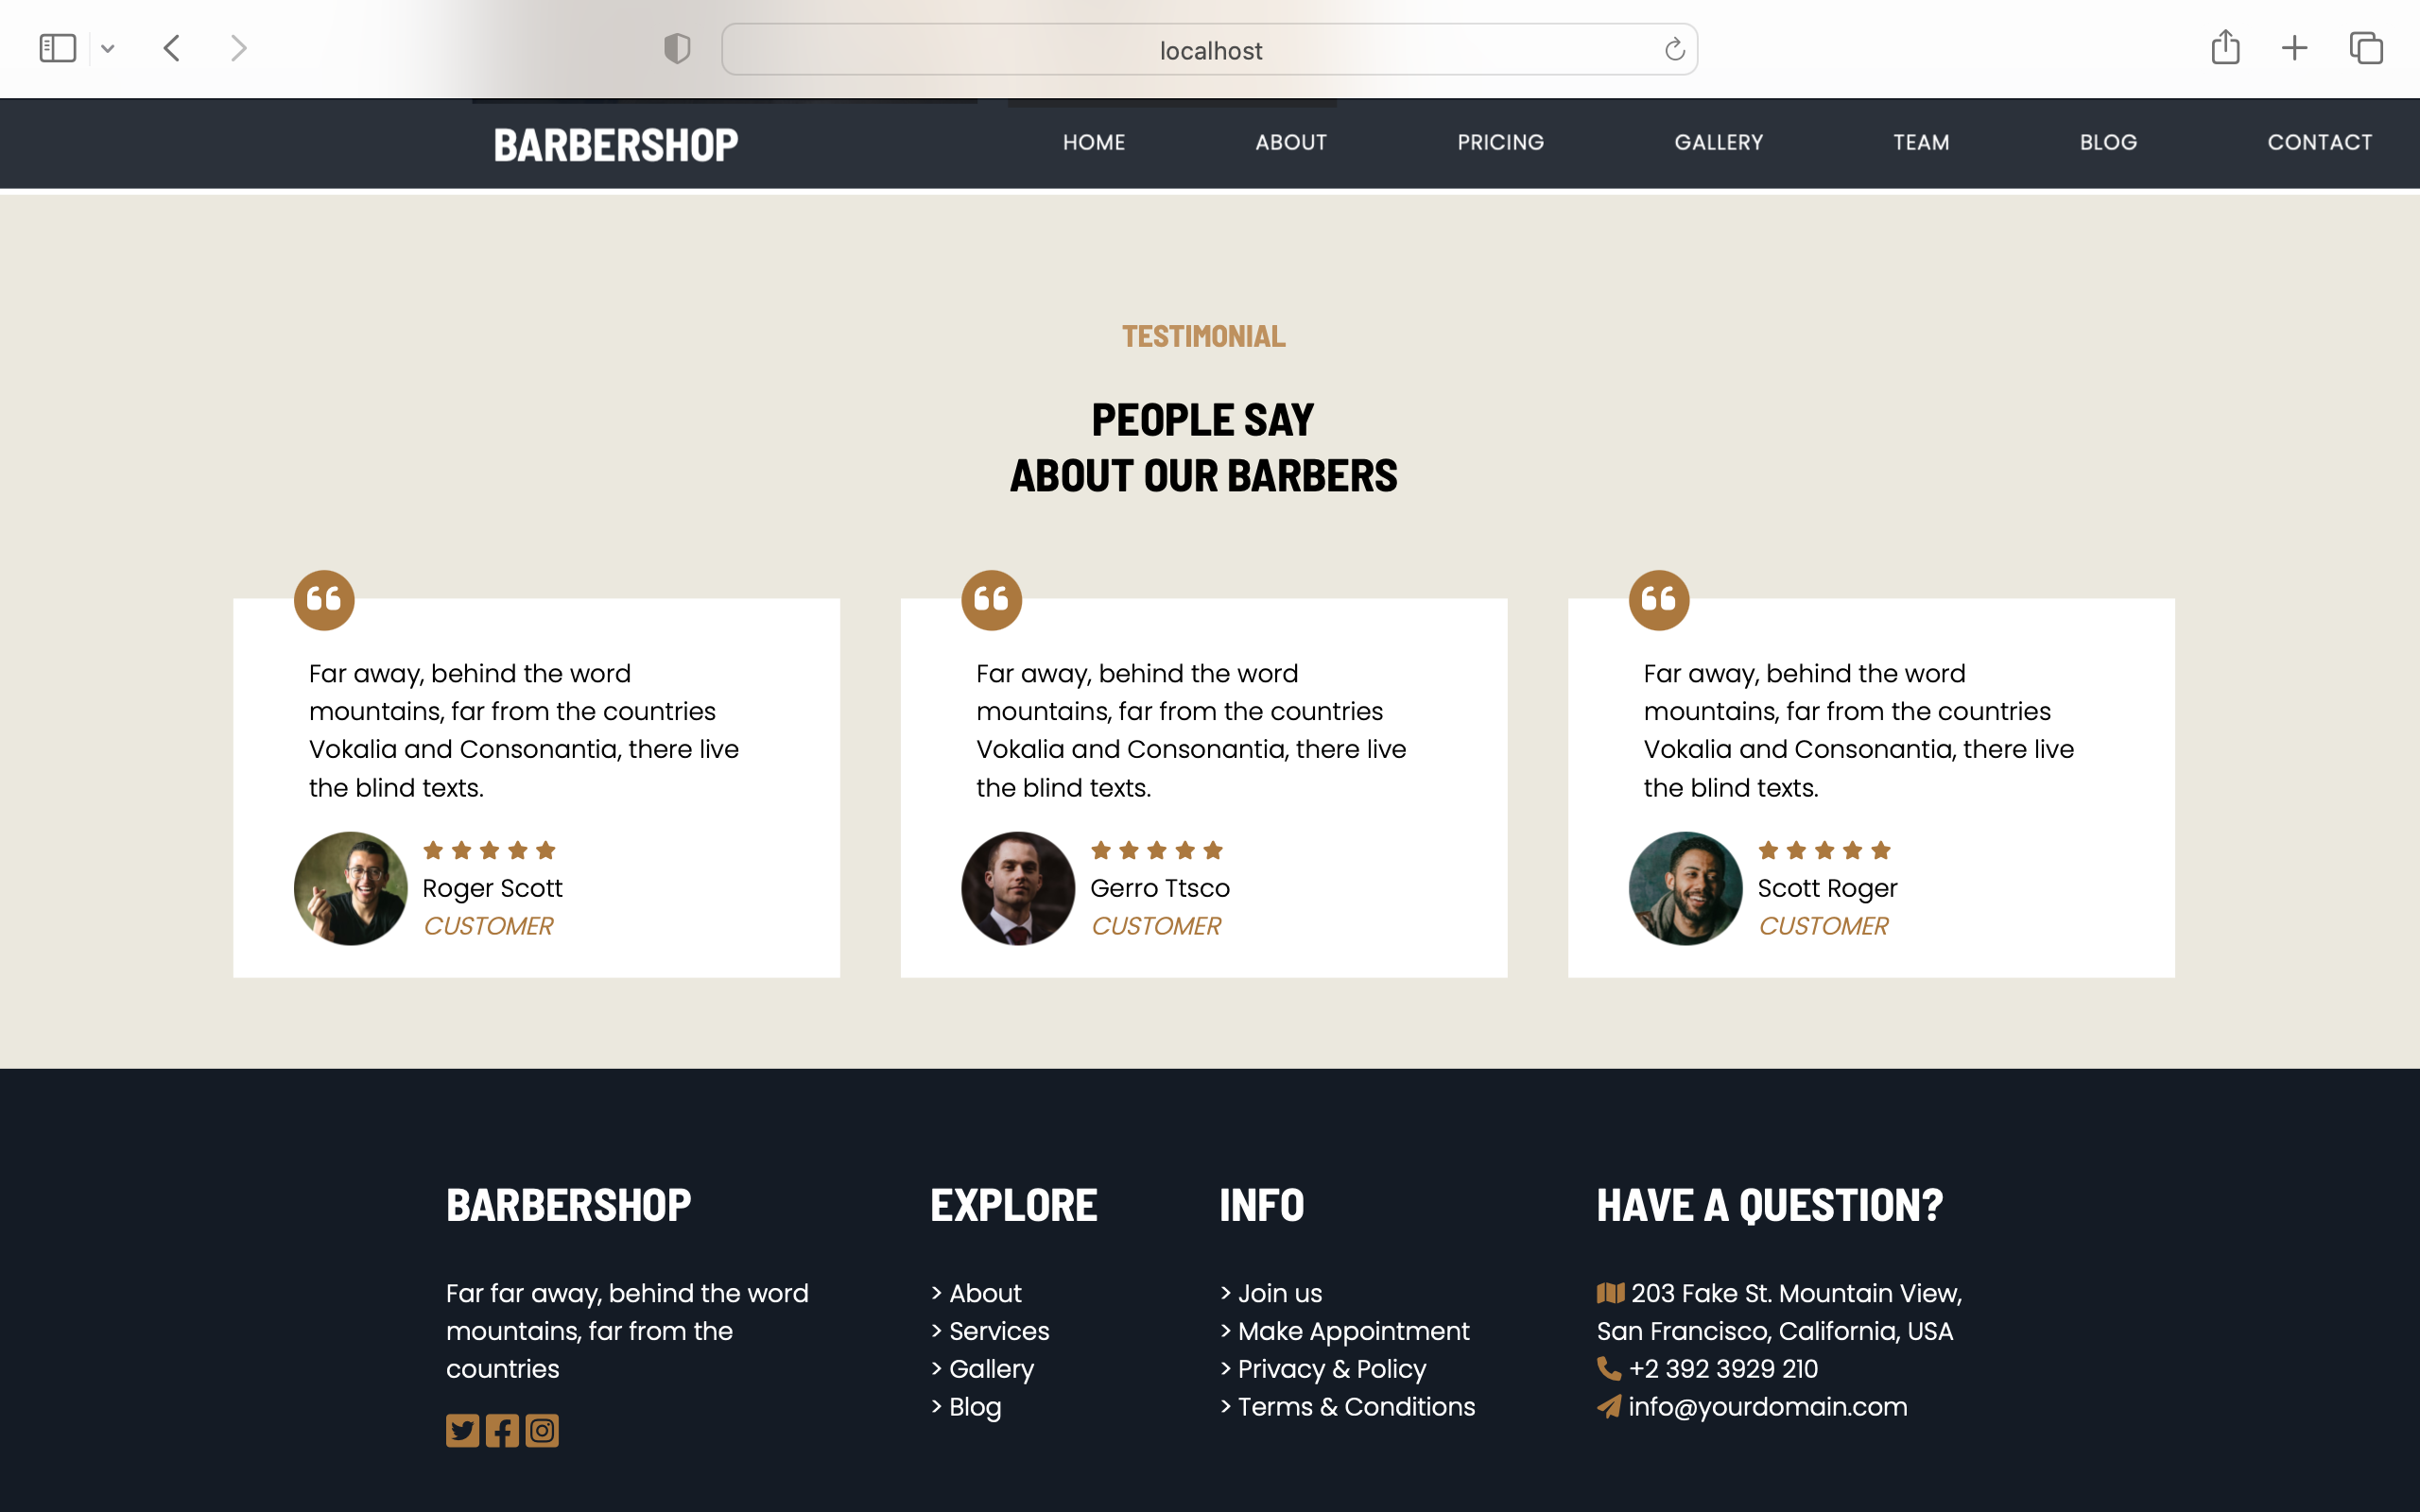 localhost
BARBERSHOP HOME ABOUT PRICING GALLERY TEAM BLOG CONTACT
TESTIMONIAL
PEOPLE SAY
ABOUT OUR BARBERS
Far away, behind the word
mountains, far from the countries
Vokalia and Consonantia, there live
the blind texts.
Roger Scott
CUSTOMER
Far away, behind the word
mountains, far from the countries
Vokalia and Consonantia, there live
the blind texts.
Gerro Ttsco
CUSTOMER
Far away, behind the word
mountains, far from the countries
Vokalia and Consonantia, there live
the blind texts.
Scott Roger
CUSTOMER
BARBERSHOP
Far far away, behind the word
mountains, far from the
countries
EXPLORE
> About
> Services
> Gallery
> Blog
INFO
> Join us
> Make Appointment
> Privacy & Policy
> Terms & Conditions
HAVE A QUESTION?
203 Fake St. Mountain View,
San Francisco, California, USA
+2 392 3929 210
info@yourdomain.com